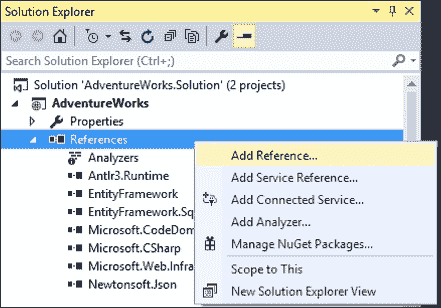 Solution Explorer
Search Solution Explorer (Ctrl+;)
Solution 'AdventureWorks.Solution' (2 projects)
AdventureWorks
Properties
References
Analyzers
Antlr3.Runtime
EntityFramework
EntityFramework.Sq
Microsoft.CodeDom
Microsoft.CSharp
Microsoft.Web.Infra
Newtonsoft.Json
Add Reference...
Add Service Reference...
Add Connected Service...
Add Analyzer...
Manage NuGet Packages...
Scope to This
New Solution Explorer View